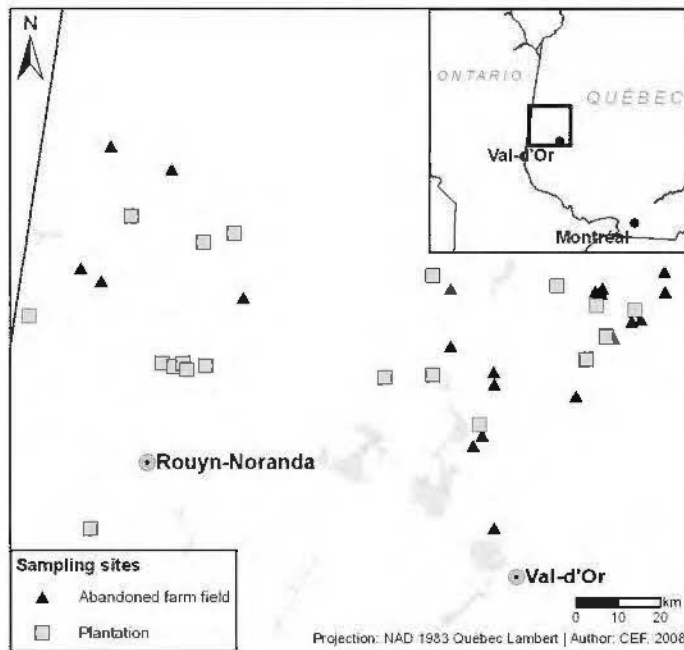 N
ONTARIO
QUÉBEC
Val-d'Or
Montréal
Rouyn-Noranda
Val-d'Or
Sampling sites
Abandoned farm field
Plantation
km
0 10 20
Projection: NAD 1983 Québec Lambert | Author: CEF, 2008